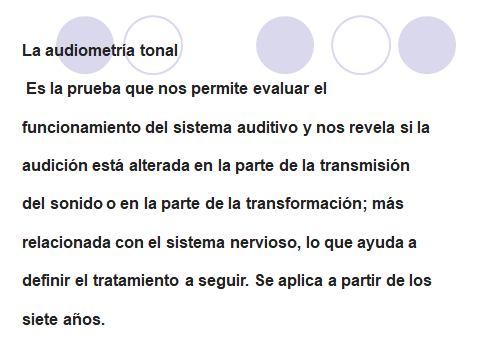 La audiometría tonal
Es la prueba que nos permite evaluar el
funcionamiento del sistema auditivo y nos revela si la
audición está alterada en la parte de la transmisión
del sonido o en la parte de la transformación; más
relacionada con el sistema nervioso, lo que ayuda a
definir el tratamiento a seguir. Se aplica a partir de los
siete años.